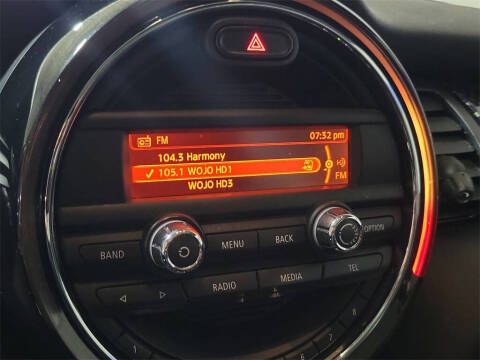 FM 07:32 pm
104.3 Harmony
✓ 105.1 WOJO HD1
WOJO HD3
FM
BAND MENU BACK OPTION
RADIO MEDIA TEL
8